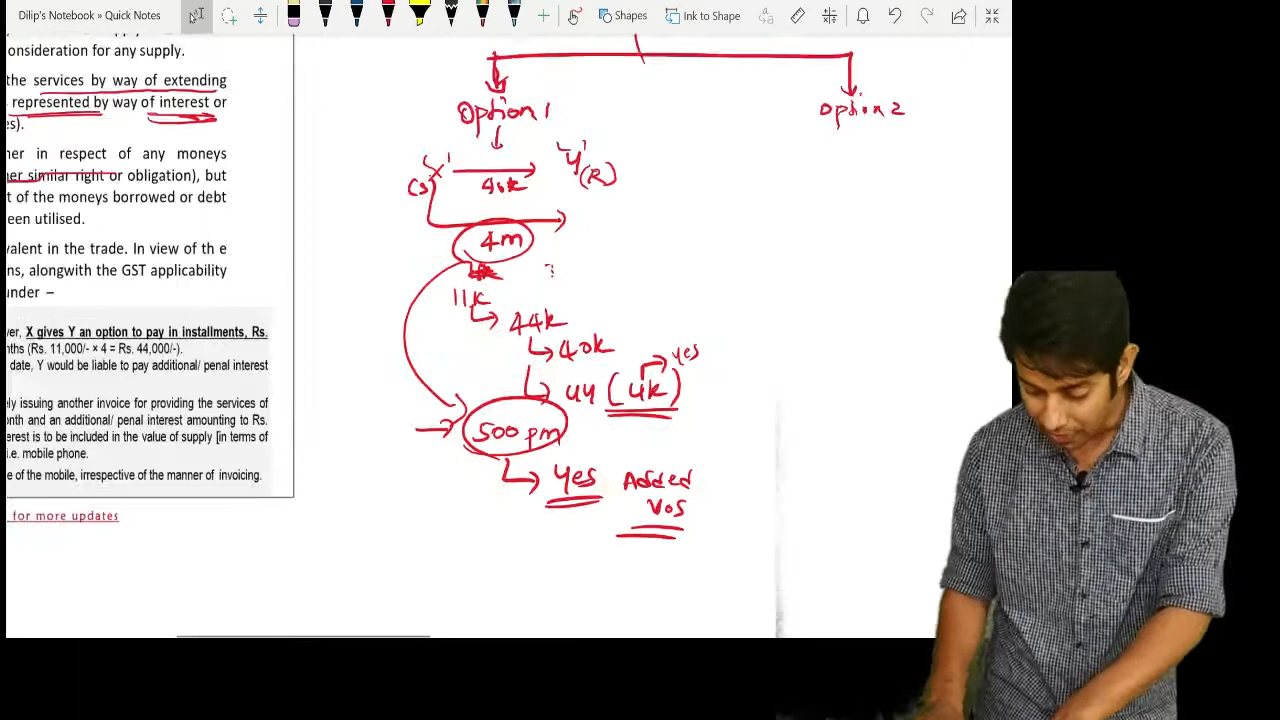 Dilip's Notebook » Quick Notes
Shapes
Ink to Shape
onsideration for any supply.
the services by way of extending
represented by way of interest or
es).
ner in respect of any moneys
er similar right or obligation), but
t of the moneys borrowed or debt
een utilised.
valent in the trade. In view of th e
ns, alongwith the GST applicability
under –
ver, X gives Y an option to pay in installments, Rs.
nths (Rs. 11,000/- × 4 = Rs. 44,000/-).
date, Y would be liable to pay additional/ penal interest
ely issuing another invoice for providing the services of
onth and an additional/ penal interest amounting to Rs.
erest is to be included in the value of supply [in terms of
i.e. mobile phone.
e of the mobile, irrespective of the manner of invoicing.
for more updates
Option 1
Option 2
'X'
'Y'
(S)
40k
(R)
4m
11k
44k
40k
yes
44 (4k)
500 pm
Yes
Added
VOS